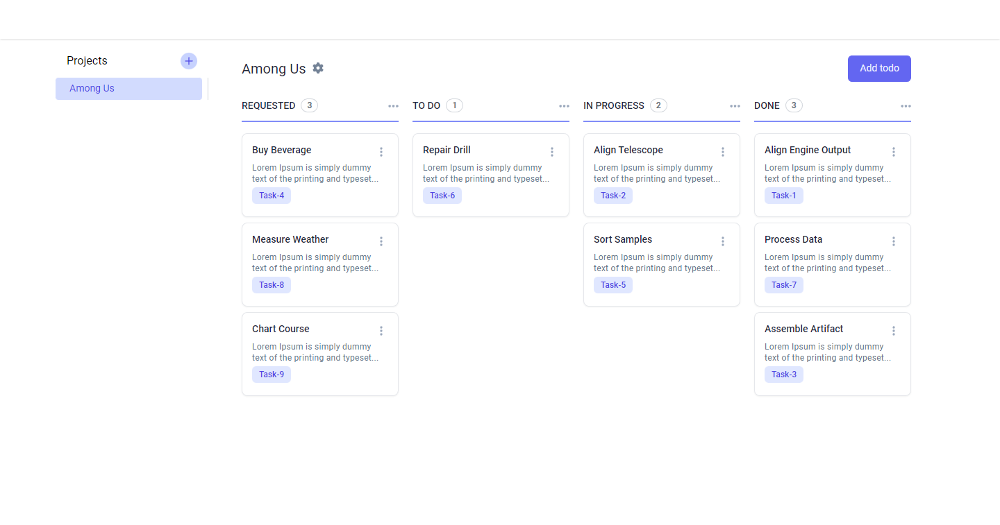 Projects
Among Us
Among Us
Add todo
REQUESTED 3
Buy Beverage
Lorem Ipsum is simply dummy
text of the printing and typeset...
Task-4
Measure Weather
Lorem Ipsum is simply dummy
text of the printing and typeset...
Task-8
Chart Course
Lorem Ipsum is simply dummy
text of the printing and typeset...
Task-9
TO DO 1
Repair Drill
Lorem Ipsum is simply dummy
text of the printing and typeset...
Task-6
IN PROGRESS 2
Align Telescope
Lorem Ipsum is simply dummy
text of the printing and typeset...
Task-2
Sort Samples
Lorem Ipsum is simply dummy
text of the printing and typeset...
Task-5
DONE 3
Align Engine Output
Lorem Ipsum is simply dummy
text of the printing and typeset...
Task-1
Process Data
Lorem Ipsum is simply dummy
text of the printing and typeset...
Task-7
Assemble Artifact
Lorem Ipsum is simply dummy
text of the printing and typeset...
Task-3